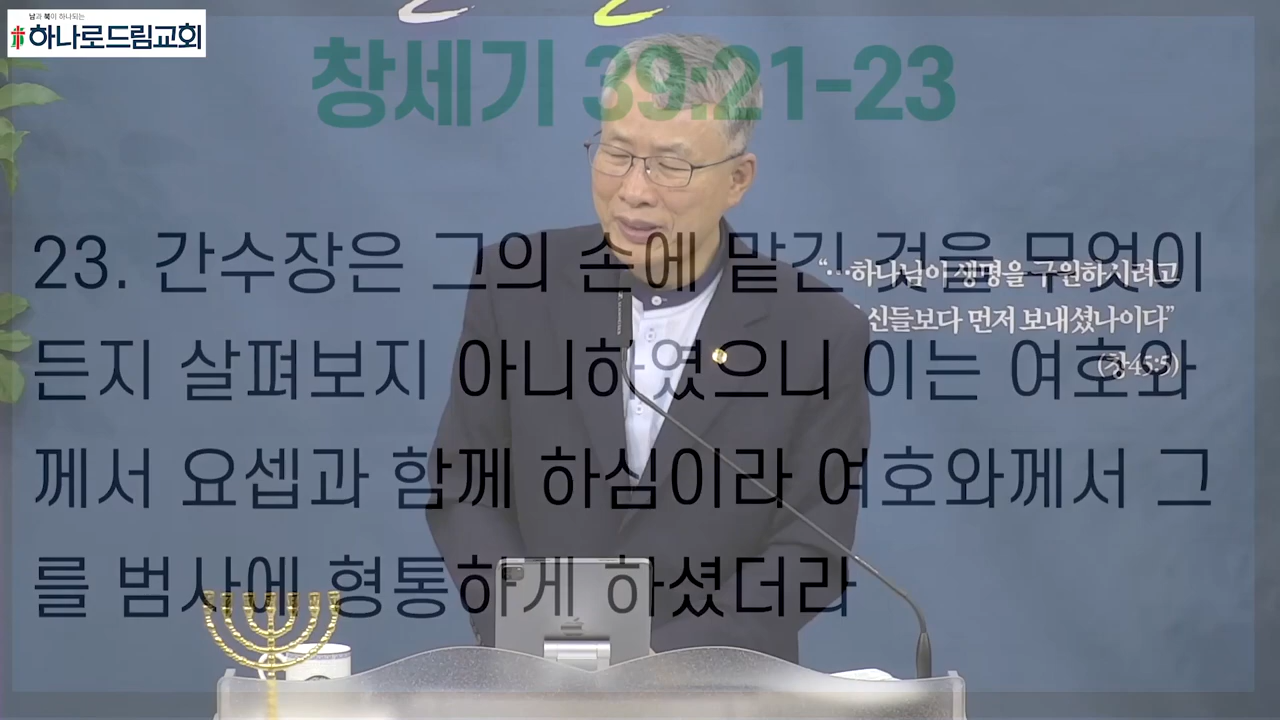 남과 북이 하나되는
하나로드림교회
창세기 39:21-23
23. 간수장은 그의 손에 맡긴 것을 무엇이
든지 살펴보지 아니하였으니 이는 여호와
께서 요셉과 함께 하심이라 여호와께서 그
를 범사에 형통하게 하셨더라
“…하나님이 생명을 구원하시려고
신들보다 먼저 보내셨나이다”
(창45:5)